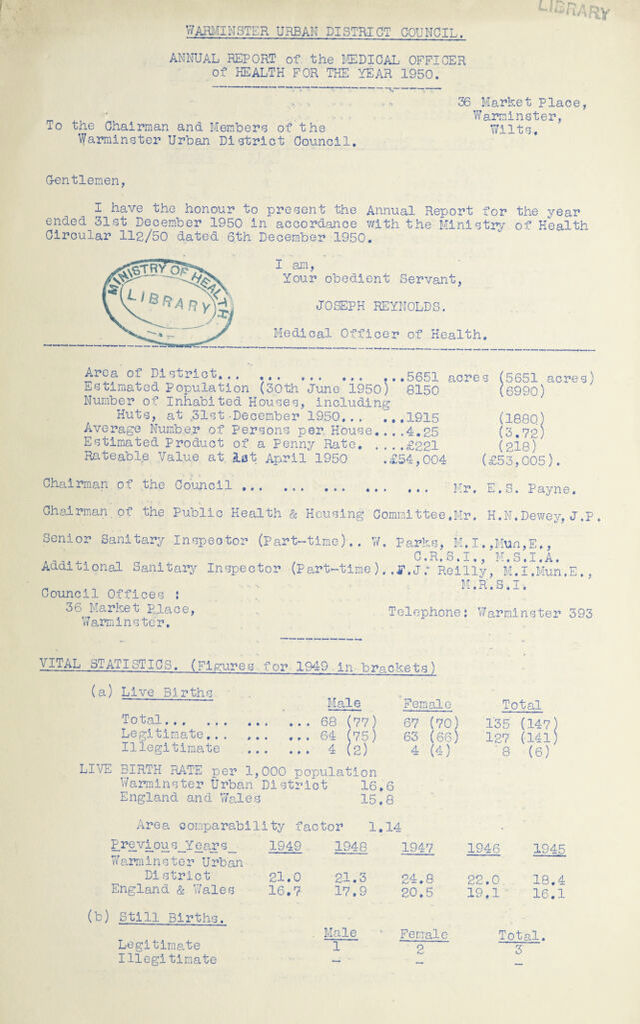 LIBRARY
WARMINSTER URBAN DISTRICT COUNCIL.
ANNUAL REPORT of the MEDICAL OFFICER
of HEALTH FOR THE YEAR 1950.
36 Market Place,
Warminster,
Wilts.
To the Chairman and Members of the
Warminster Urban District Council.
Gentlemen,
I have the honour to present the Annual Report for the year
ended 31st December 1950 in accordance with the Ministry of Health
Circular 112/50 dated 6th December 1950.
I am,
Your obedient Servant,
JOSEPH REYNOLDS.
Medical Officer of Health.
MINISTRY OF HEALTH
LIBRARY
Area of District... ... ... ... ...5651 acres (5651 acres)
Estimated Population (30th June 1950) 8150 (6990)
Number of Inhabited Houses, including
Huts, at 31st December 1950... ...1915 (1880)
Average Number of Persons per House....4.25 (3.72)
Estimated Product of a Penny Rate. ....£221 (218)
Rateable Value at 1st April 1950 .£54,004 (£53,005).
Chairman of the Council ... ... ... ... ... Mr. E.S. Payne.
Chairman of the Public Health & Housing Committee.Mr. H.N.Dewey,J.P.
Senior Sanitary Inspector (Part-time).. W. Parks, M.I.,Mun,E.,
C.R.S.I., M.S.I.A.
Additional Sanitary Inspector (Part-time)..F.J. Reilly, M.I.Mun.E.,
M.R.S.I.
Council Offices :
36 Market Place,
Warminster.
Telephone: Warminster 393
VITAL STATISTICS. (Figures for 1949 in brackets)
(a) Live Births
Male Female Total
Total... ... ... ... 68 (77) 67 (70) 135 (147)
Legitimate... ... ... 64 (75) 63 (66) 127 (141)
Illegitimate ... ... 4 (2) 4 (4) 8 (6)
LIVE BIRTH RATE per 1,000 population
Warminster Urban District 16.6
England and Wales 15.8
Area comparability factor 1.14
Previous Years 1949 1948 1947 1946 1945
Warminster Urban
District 21.0 21.3 24.8 22.0 18.4
England & Wales 16.7 17.9 20.5 19.1 16.1
(b) Still Births.
Male Female Total.
Legitimate 1 2 3
Illegitimate - - -